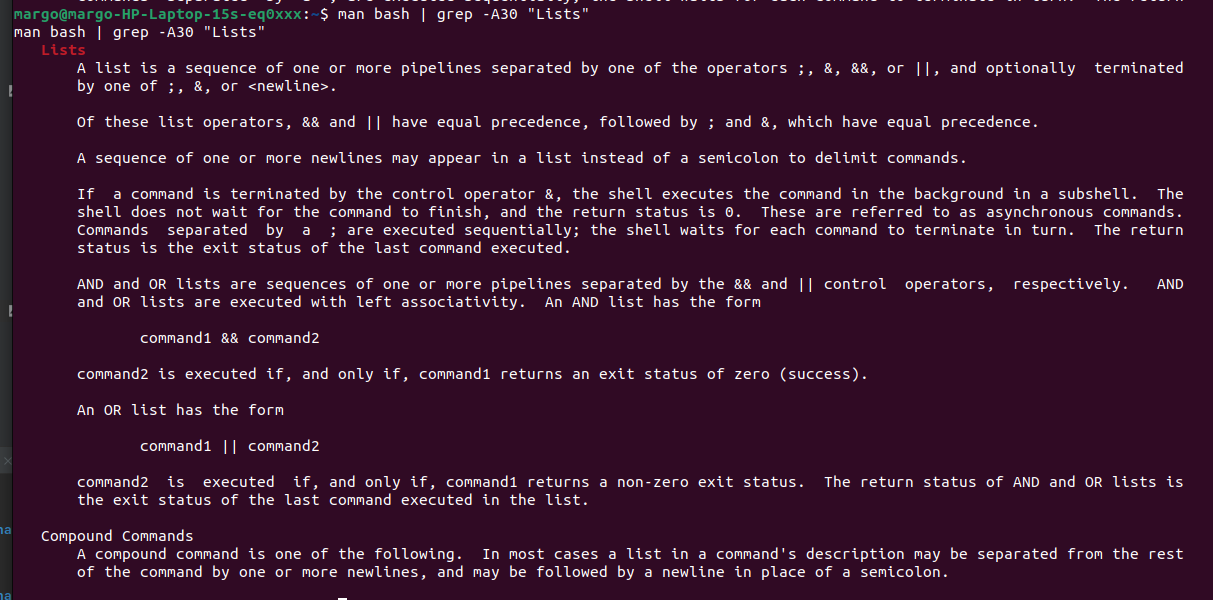 margo@margo-HP-Laptop-15s-eq0xxx:~$ man bash | grep -A30 "Lists"
man bash | grep -A30 "Lists"
Lists
A list is a sequence of one or more pipelines separated by one of the operators ;, &, &&, or ||, and optionally terminated
by one of ;, &, or <newline>.
Of these list operators, && and || have equal precedence, followed by ; and &, which have equal precedence.
A sequence of one or more newlines may appear in a list instead of a semicolon to delimit commands.
If a command is terminated by the control operator &, the shell executes the command in the background in a subshell. The
shell does not wait for the command to finish, and the return status is 0. These are referred to as asynchronous commands.
Commands separated by a ; are executed sequentially; the shell waits for each command to terminate in turn. The return
status is the exit status of the last command executed.
AND and OR lists are sequences of one or more pipelines separated by the && and || control operators, respectively. AND
and OR lists are executed with left associativity. An AND list has the form
command1 && command2
command2 is executed if, and only if, command1 returns an exit status of zero (success).
An OR list has the form
command1 || command2
command2 is executed if, and only if, command1 returns a non-zero exit status. The return status of AND and OR lists is
the exit status of the last command executed in the list.
Compound Commands
A compound command is one of the following. In most cases a list in a command's description may be separated from the rest
of the command by one or more newlines, and may be followed by a newline in place of a semicolon.